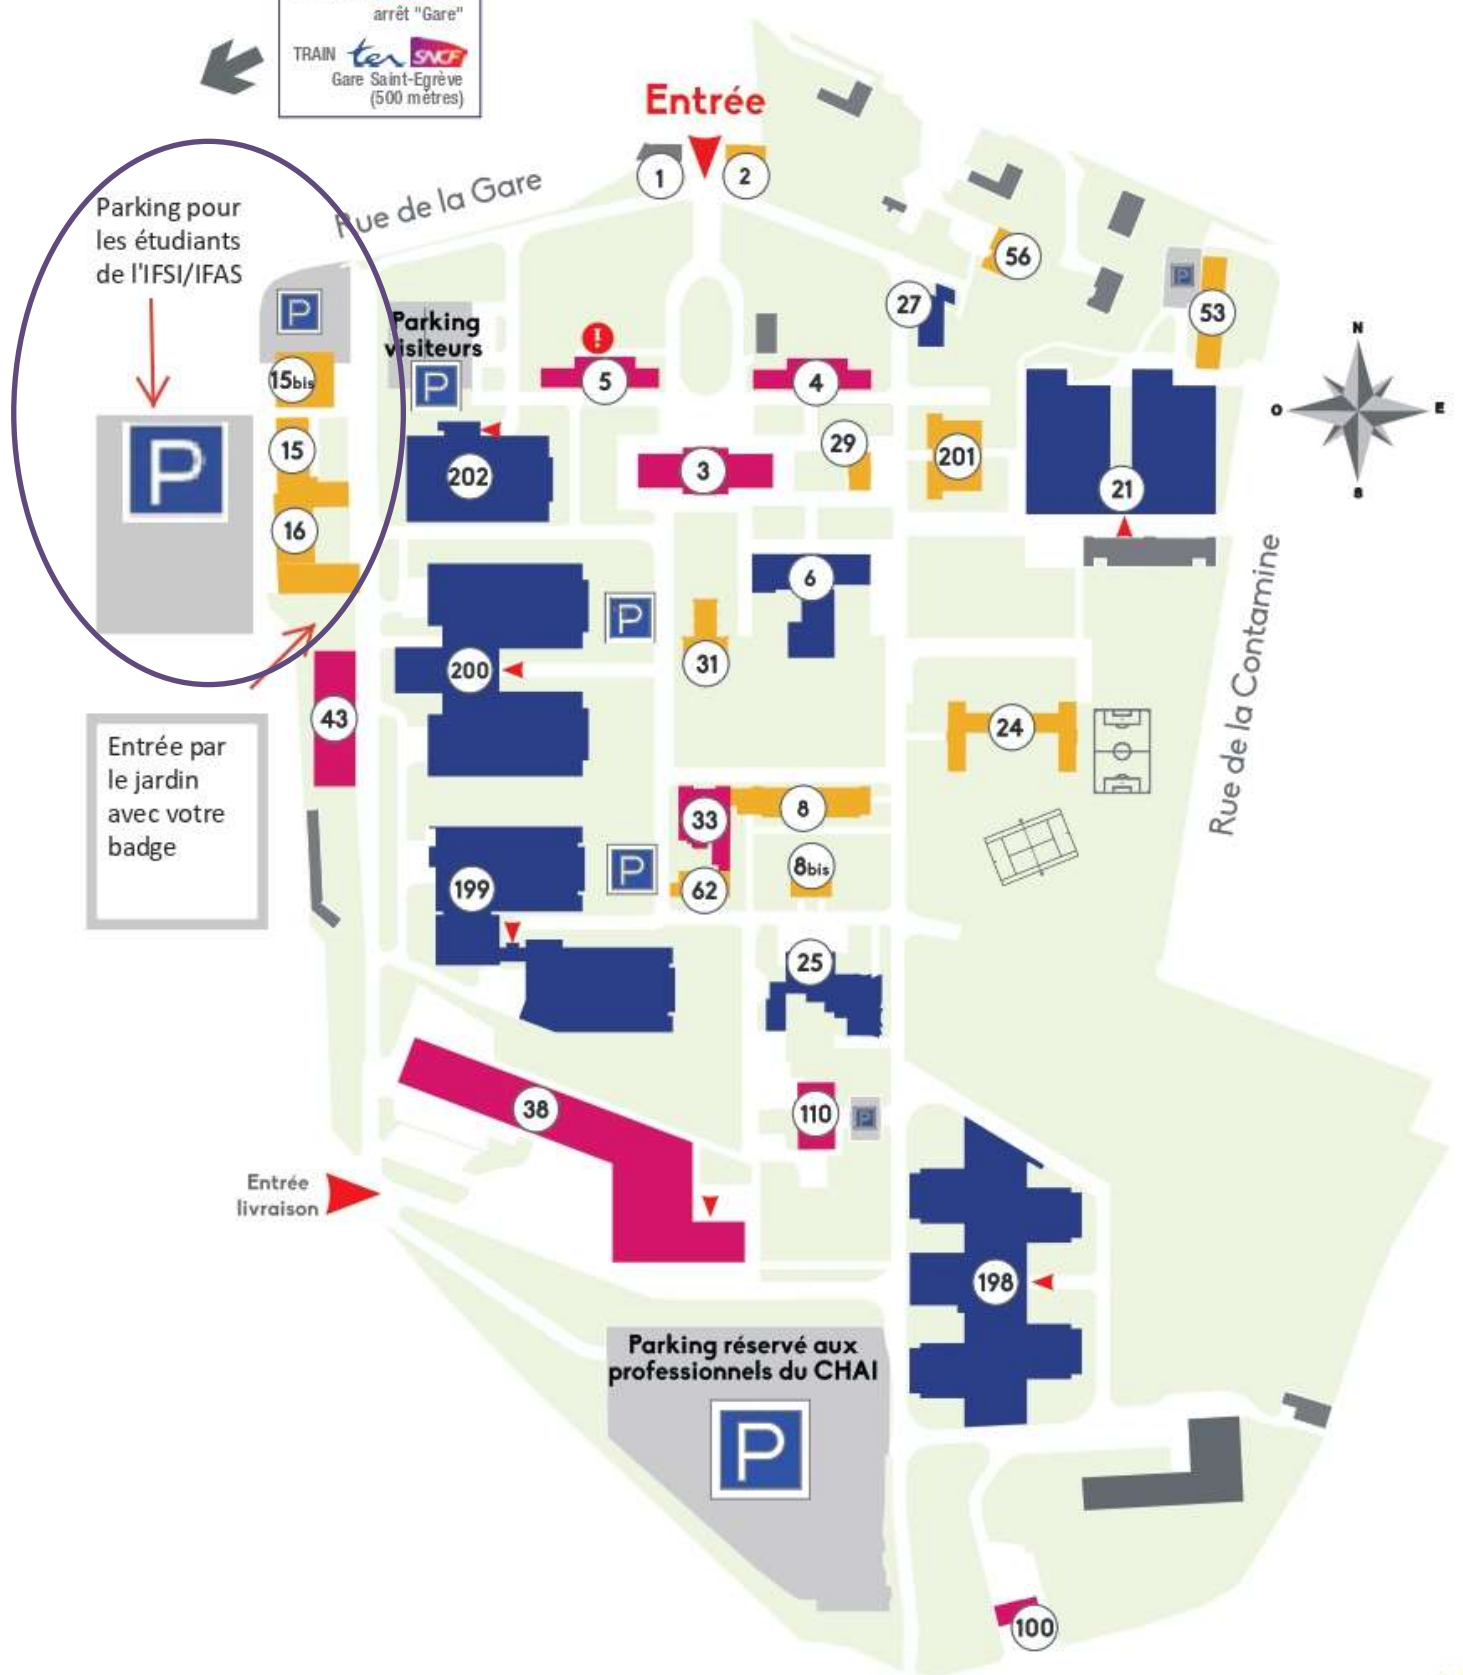 arrêt "Gare"
TRAIN ter SNCF
Gare Saint-Egrève
(500 mètres)
Entrée
1
2
Rue de la Gare
Parking pour
les étudiants
de l'IFSI/IFAS
P
56
27
P
53
Parking
visiteurs
P
!
5
4
15bis
N
O
E
S
P
15
202
3
29
201
21
16
6
P
31
200
Rue de la Contamine
43
24
Entrée par
le jardin
avec votre
badge
33
8
199
P
62
8bis
25
38
110
P
Entrée
livraison
198
Parking réservé aux
professionnels du CHAI
P
100